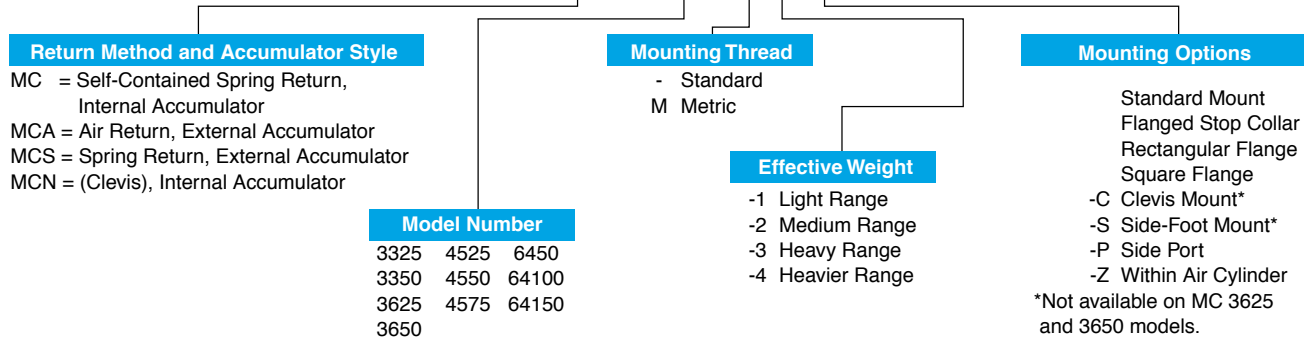 Return Method and Accumulator Style
MC = Self-Contained Spring Return,
Internal Accumulator
MCA = Air Return, External Accumulator
MCS = Spring Return, External Accumulator
MCN = (Clevis), Internal Accumulator
Model Number
3325 4525 6450
3350 4550 64100
3625 4575 64150
3650
Mounting Thread
- Standard
M Metric
Effective Weight
-1 Light Range
-2 Medium Range
-3 Heavy Range
-4 Heavier Range
Mounting Options
Standard Mount
Flanged Stop Collar
Rectangular Flange
Square Flange
-C Clevis Mount*
-S Side-Foot Mount*
-P Side Port
-Z Within Air Cylinder
*Not available on MC 3625
and 3650 models.